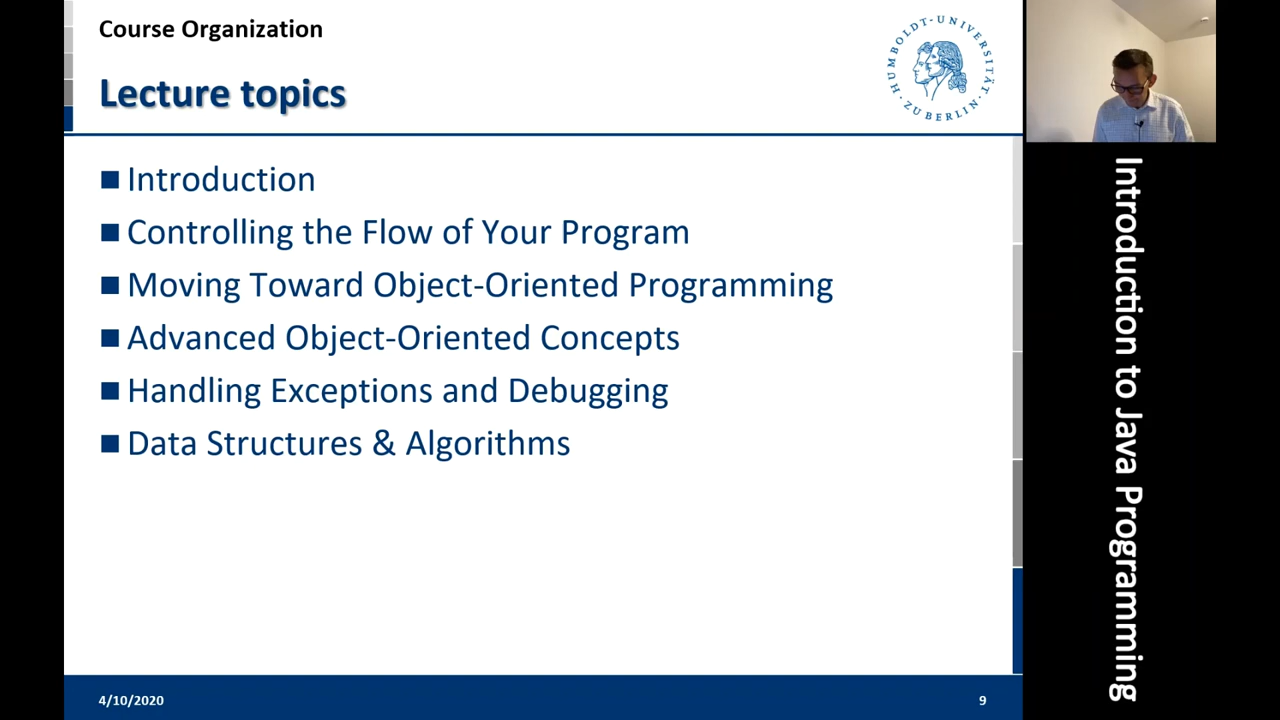 Course Organization
Lecture topics
HUMBOLDT-UNIVERSITÄT
ZU BERLIN
Introduction
Controlling the Flow of Your Program
Moving Toward Object-Oriented Programming
Advanced Object-Oriented Concepts
Handling Exceptions and Debugging
Data Structures & Algorithms
4/10/2020
9
Introduction to Java Programming